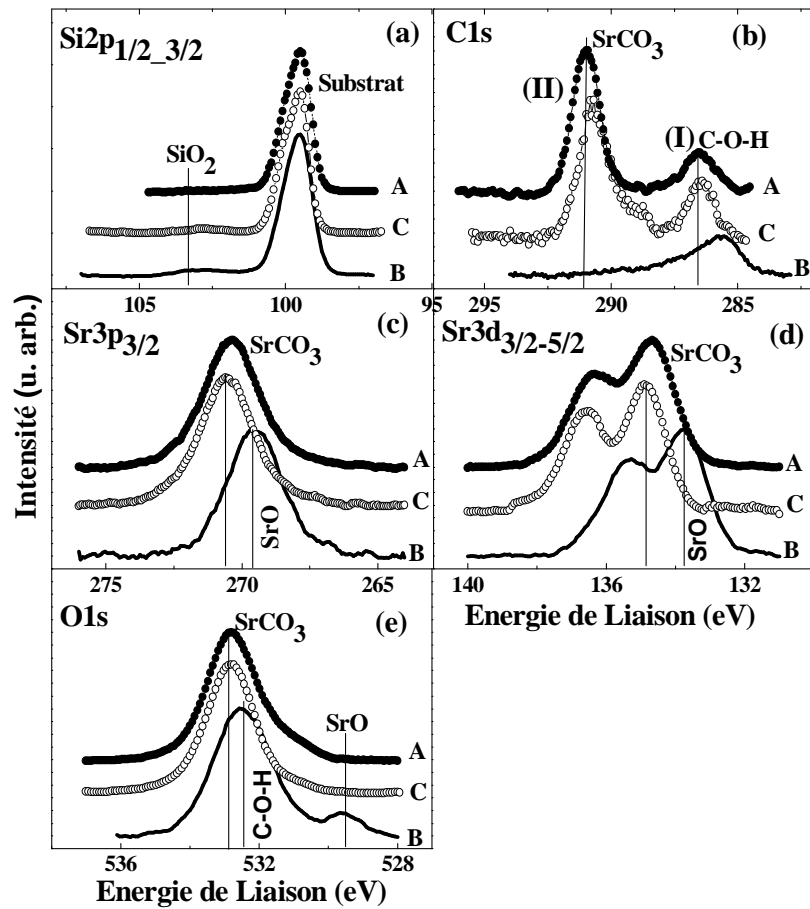 Si2p1/2_3/2
(a)
Substrat
SiO2
A
C
B
105
100
95
C1s
SrCO3
(b)
(II)
(I)
C-O-H
A
C
B
295
290
285
Sr3p3/2
(c)
SrCO3
A
C
SrO
B
275
270
265
Sr3d3/2-5/2
(d)
SrCO3
A
C
SrO
B
140
136
132
Energie de Liaison (eV)
O1s
(e)
SrCO3
SrO
A
C
C-O-H
B
536
532
528
Energie de Liaison (eV)
Intensité (u. arb.)